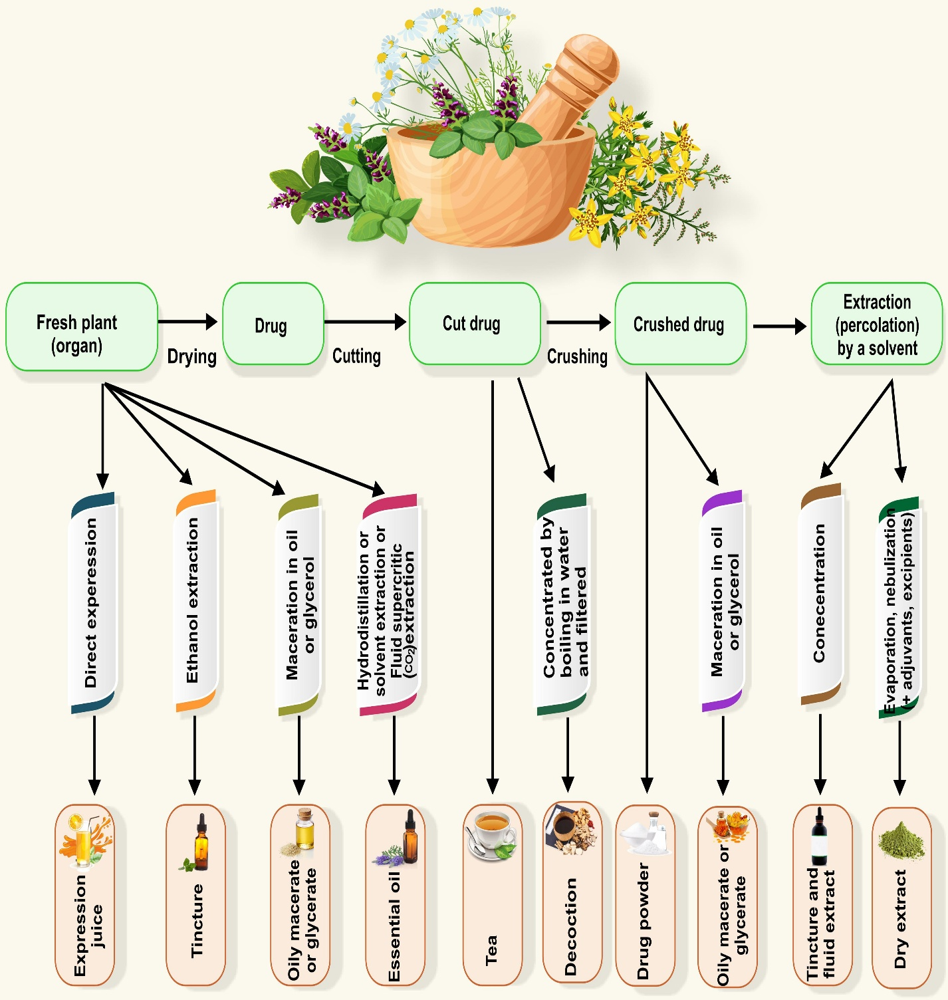 Fresh plant
(organ)
Drying
Drug
Cutting
Cut drug
Crushing
Crushed drug
Extraction
(percolation)
by a solvent
Direct experession
Ethanol extraction
Maceration in oil
or glycerol
Hydrodistillation or
solvent extraction or
Fluid supercritic
(CO₂)extraction
Concentrated by
boiling in water
and filtered
Maceration in oil
or glycerol
Conecentration
Evaporation, nebulization
(+ adjuvants, excipients)
Expression
juice
Tincture
Oily macerate
or glycerate
Essential oil
Tea
Decoction
Drug powder
Oily macerate or
glycerate
Tincture and
fluid extract
Dry extract